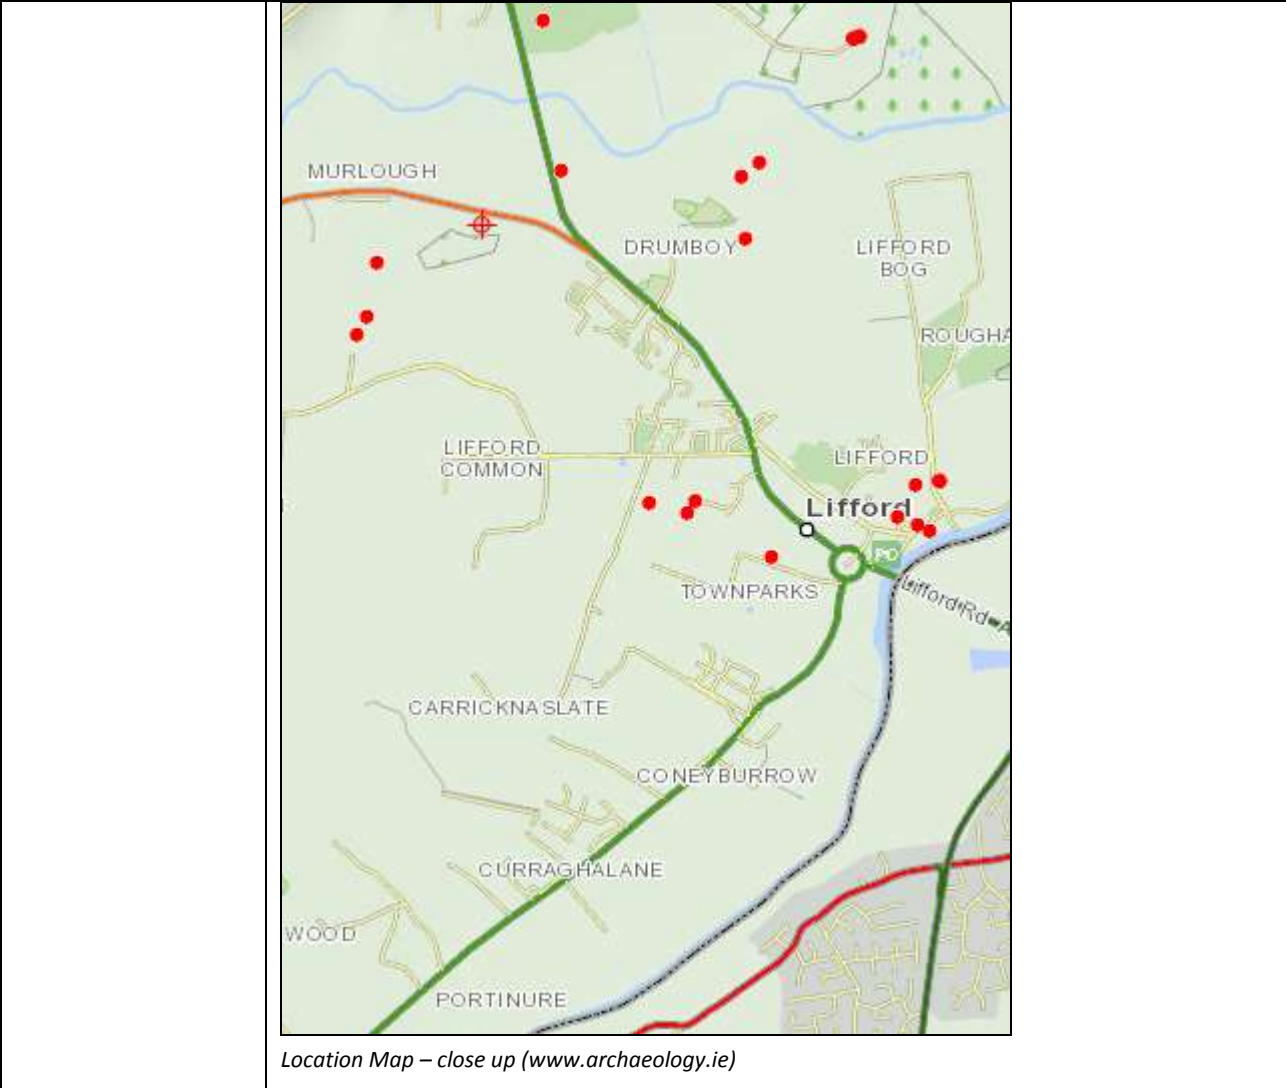 MURLOUGH
DRUMBOY
LIFFORD
BOG
ROUGHA
LIFFORD
COMMON
LIFFORD
Lifford
PO
TOWNPARKS
Lifford Rd - A
CARRICKNASLATE
CONEYBURROW
CURRAGHALANE
WOOD
PORTINURE
Location Map – close up (www.archaeology.ie)